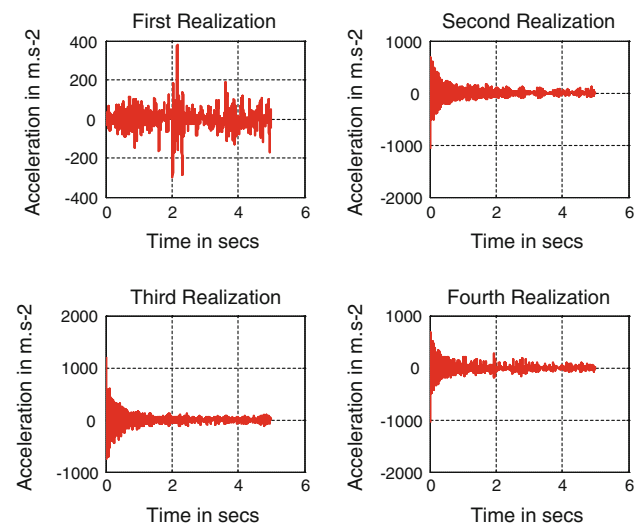 First Realization
Acceleration in m.s-2
400
200
0
-200
-400
0
2
4
6
Time in secs
Second Realization
Acceleration in m.s-2
1000
0
-1000
-2000
0
2
4
6
Time in secs
Third Realization
Acceleration in m.s-2
2000
1000
0
-1000
0
2
4
6
Time in secs
Fourth Realization
Acceleration in m.s-2
1000
0
-1000
-2000
0
2
4
6
Time in secs